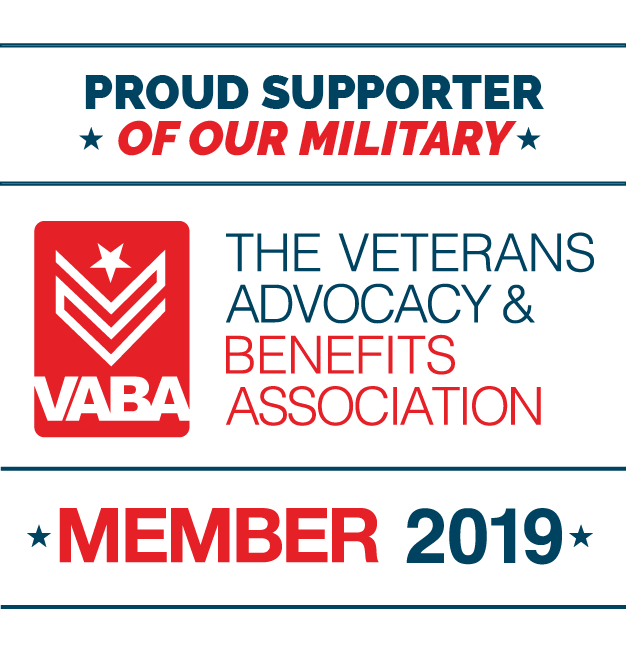 PROUD SUPPORTER
OF OUR MILITARY
VABA
THE VETERANS
ADVOCACY &
BENEFITS
ASSOCIATION
MEMBER 2019